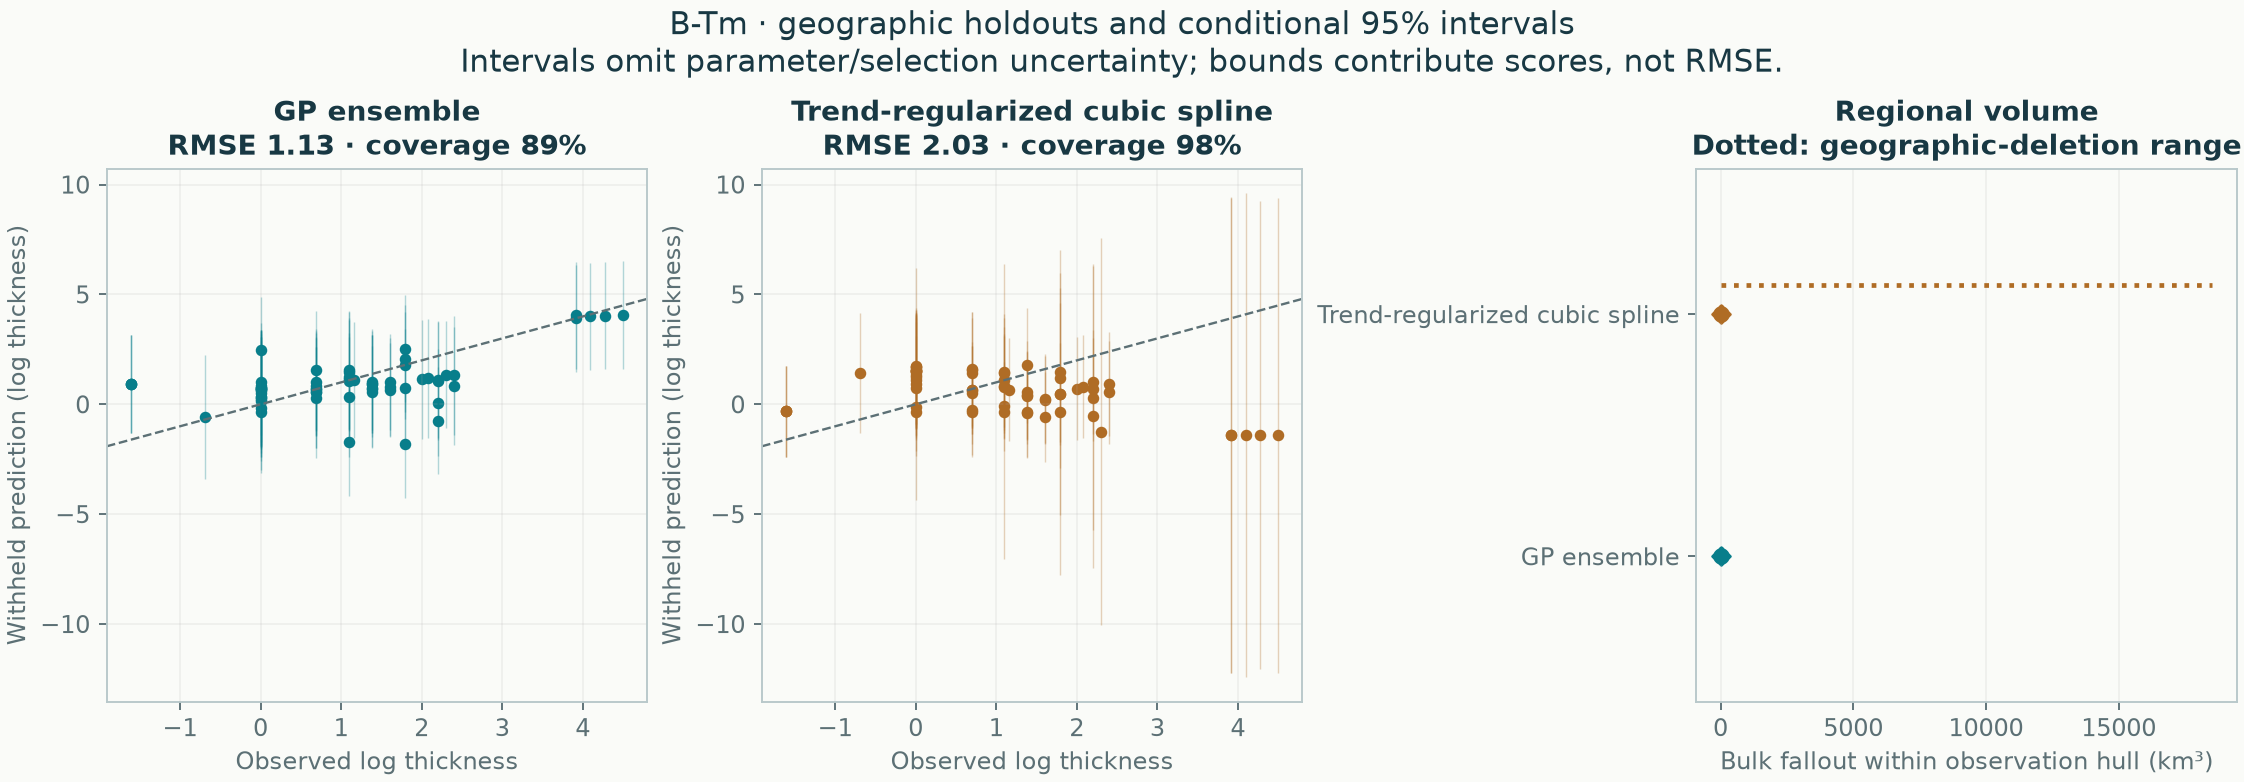 B-Tm · geographic holdouts and conditional 95% intervals
Intervals omit parameter/selection uncertainty; bounds contribute scores, not RMSE.
GP ensemble
RMSE 1.13 · coverage 89%
Withheld prediction (log thickness)
10
5
0
−5
−10
−1
0
1
2
3
4
Observed log thickness
Trend-regularized cubic spline
RMSE 2.03 · coverage 98%
Withheld prediction (log thickness)
10
5
0
−5
−10
−1
0
1
2
3
4
Observed log thickness
Regional volume
Dotted: geographic-deletion range
Trend-regularized cubic spline
GP ensemble
0
5000
10000
15000
Bulk fallout within observation hull (km³)